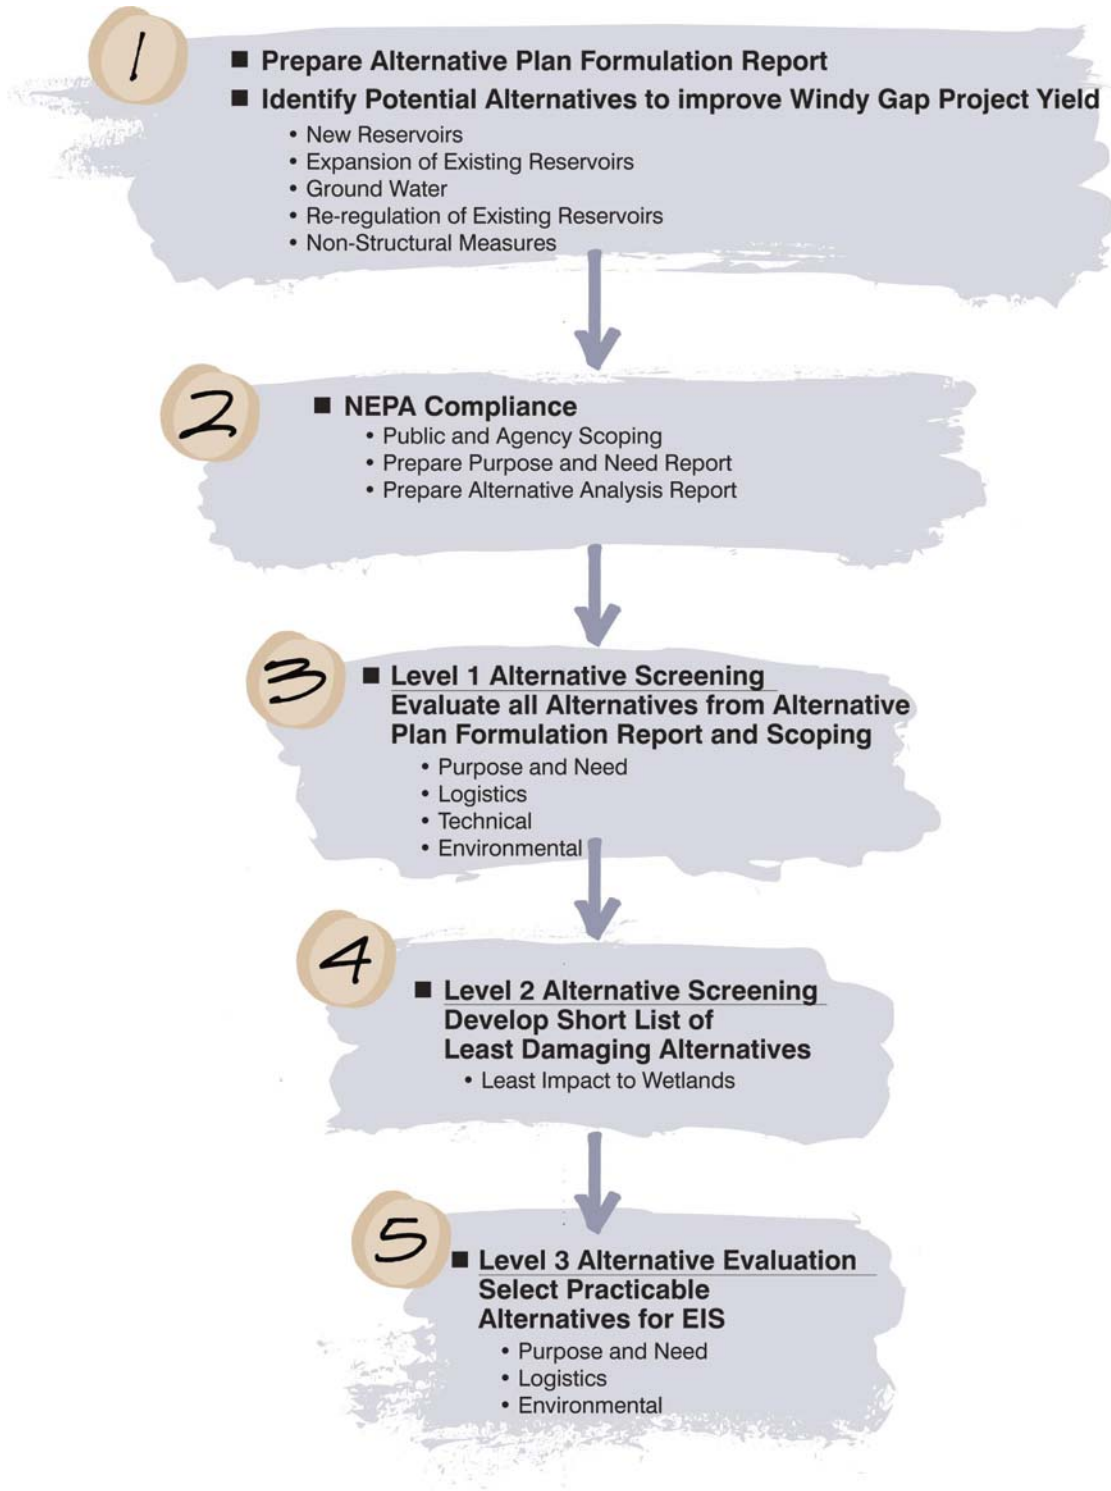 1
■ Prepare Alternative Plan Formulation Report
■ Identify Potential Alternatives to improve Windy Gap Project Yield
• New Reservoirs
• Expansion of Existing Reservoirs
• Ground Water
• Re-regulation of Existing Reservoirs
• Non-Structural Measures
2
■ NEPA Compliance
• Public and Agency Scoping
• Prepare Purpose and Need Report
• Prepare Alternative Analysis Report
3
■ Level 1 Alternative Screening
Evaluate all Alternatives from Alternative
Plan Formulation Report and Scoping
• Purpose and Need
• Logistics
• Technical
• Environmental
4
■ Level 2 Alternative Screening
Develop Short List of
Least Damaging Alternatives
• Least Impact to Wetlands
5
■ Level 3 Alternative Evaluation
Select Practicable
Alternatives for EIS
• Purpose and Need
• Logistics
• Environmental